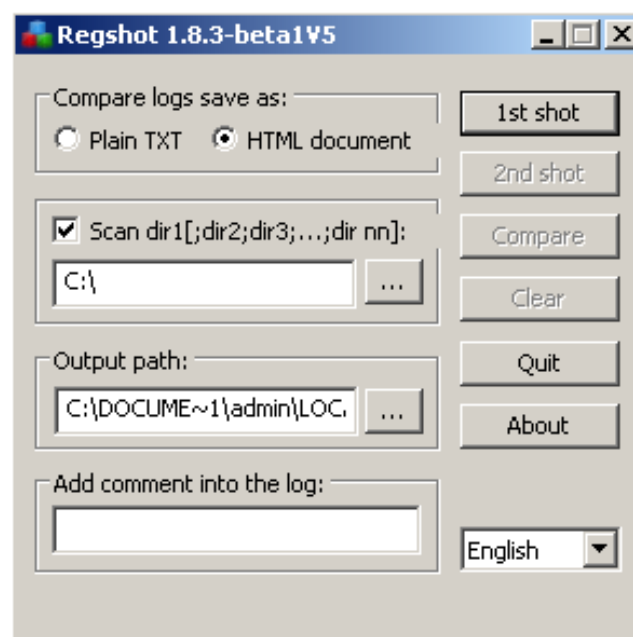 Regshot 1.8.3-beta1V5
Compare logs save as:
Plain TXT
HTML document
1st shot
2nd shot
Scan dir1[;dir2;dir3;...;dir nn]:
C:\
...
Compare
Clear
Output path:
C:\DOCUME~1\admin\LOC
...
Quit
About
Add comment into the log:
English